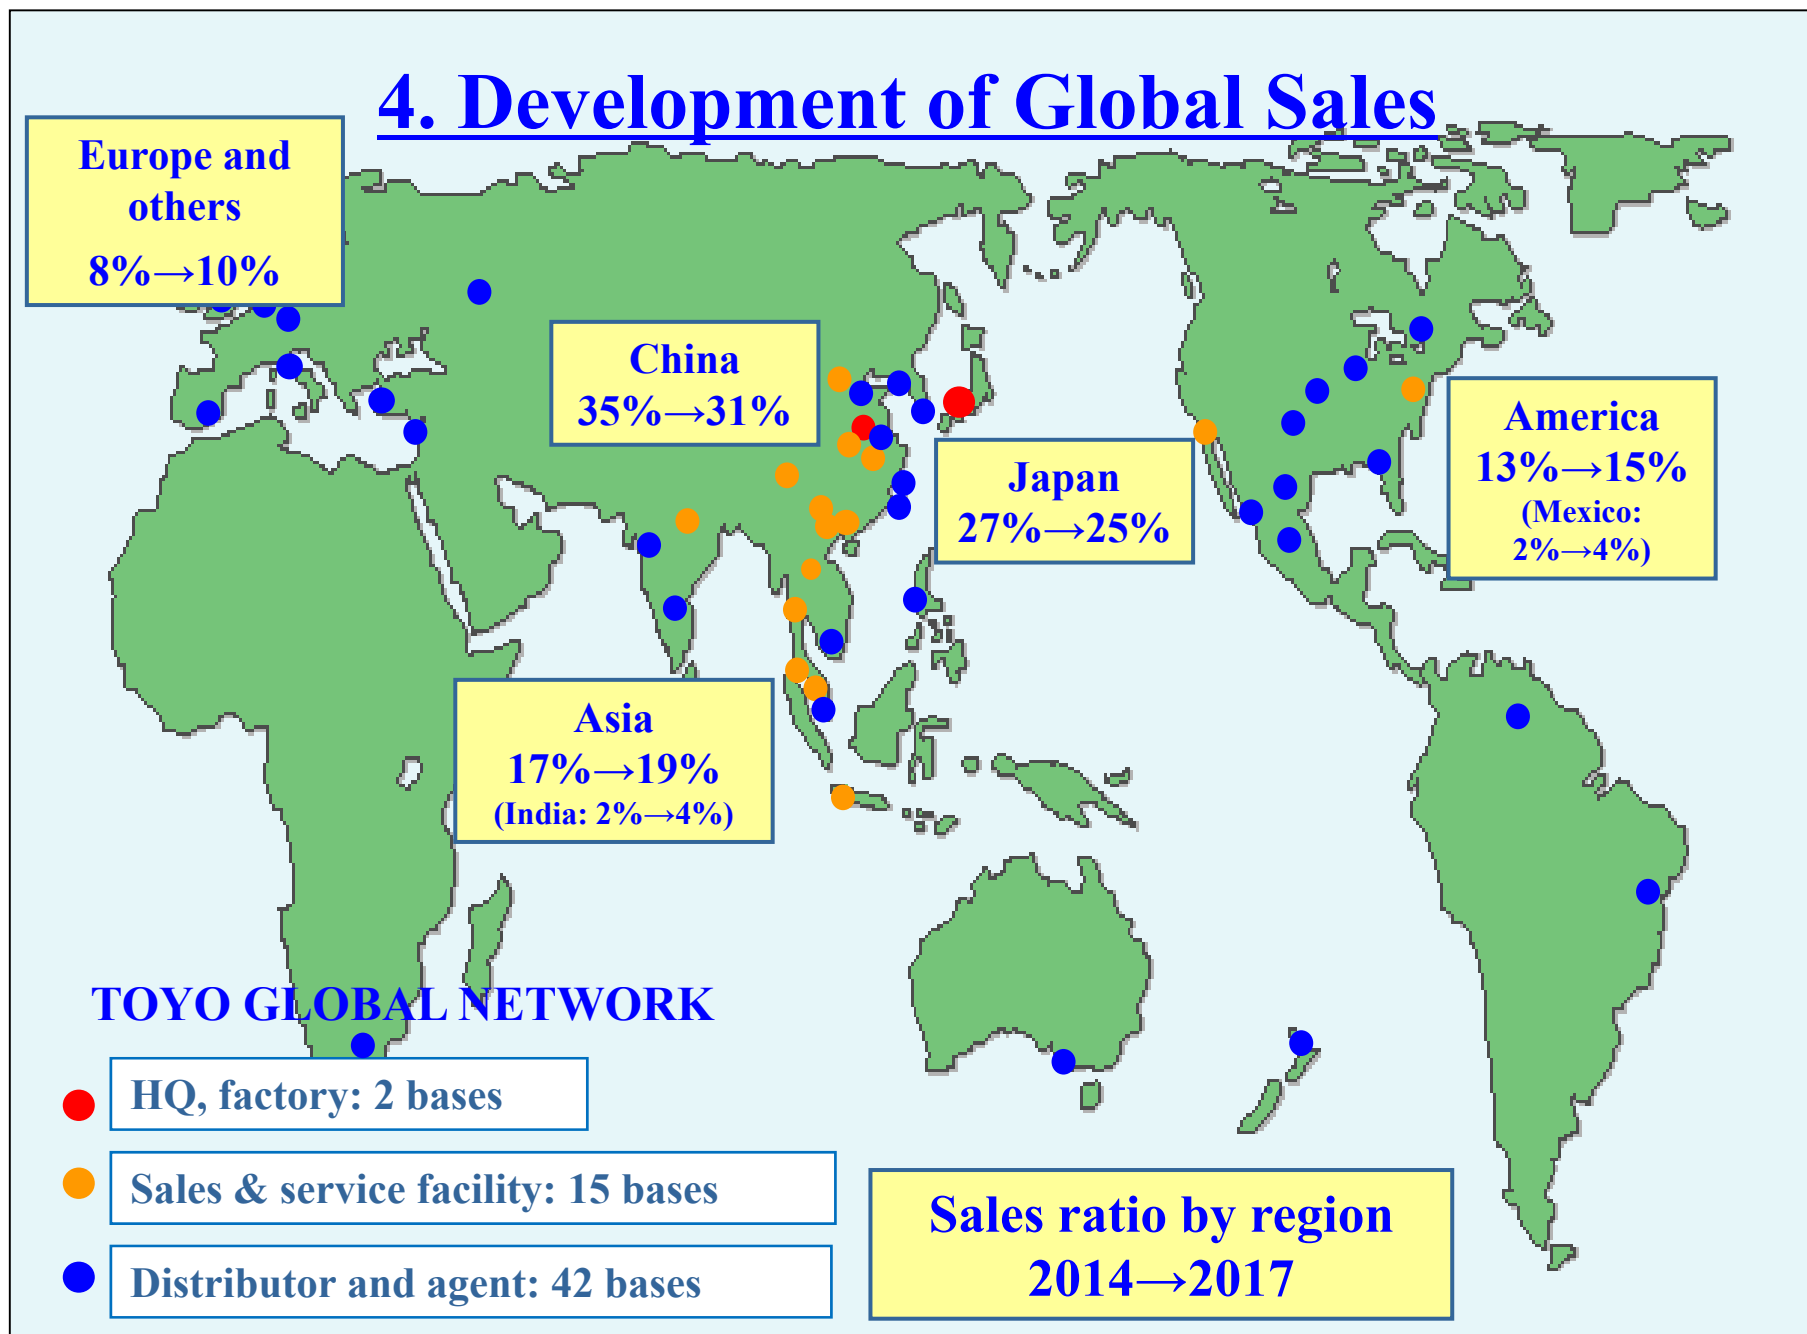 4. Development of Global Sales
Europe and
others
8%→10%
China
35%→31%
Japan
27%→25%
America
13%→15%
(Mexico:
2%→4%)
Asia
17%→19%
(India: 2%→4%)
TOYO GLOBAL NETWORK
HQ, factory: 2 bases
Sales & service facility: 15 bases
Distributor and agent: 42 bases
Sales ratio by region
2014→2017